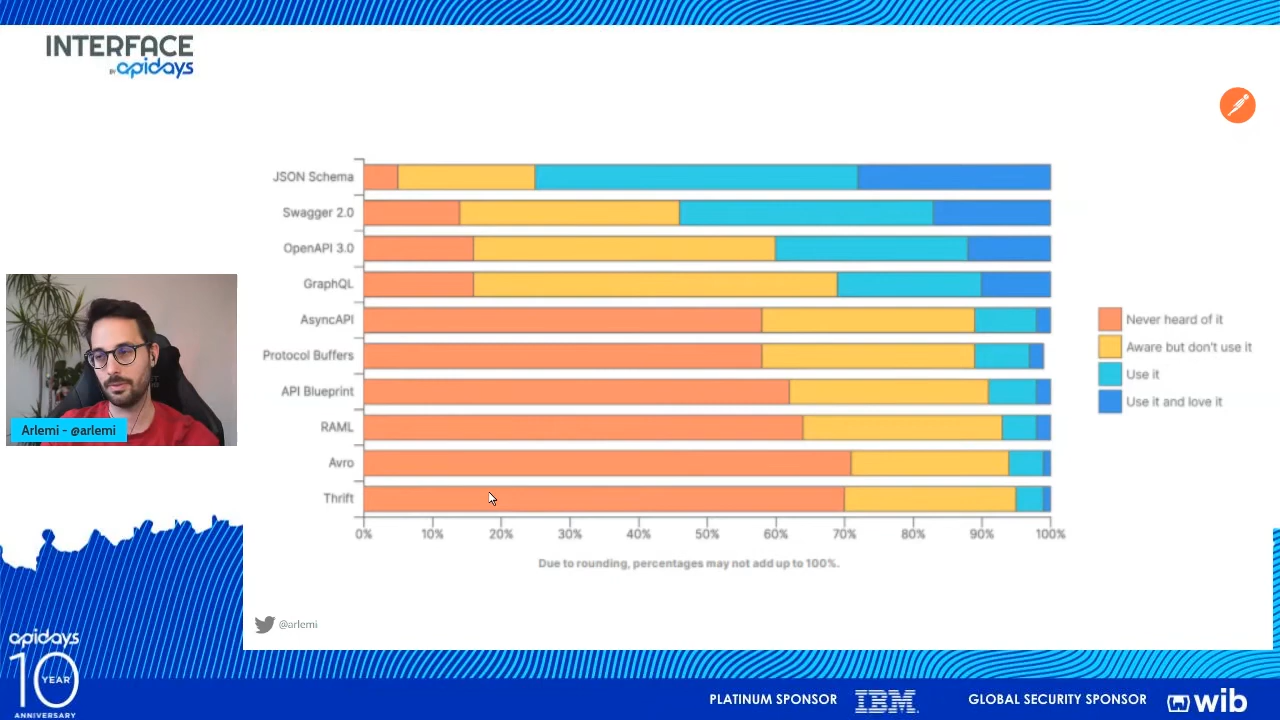 INTERFACE
BY apidays
JSON Schema
Swagger 2.0
OpenAPI 3.0
GraphQL
AsyncAPI
Protocol Buffers
API Blueprint
RAML
Avro
Thrift
0% 10% 20% 30% 40% 50% 60% 70% 80% 90% 100%
Due to rounding, percentages may not add up to 100%.
Never heard of it
Aware but don't use it
Use it
Use it and love it
Arlemi - @arlemi
@arlemi
apidays
10
YEAR
ANNIVERSARY
PLATINUM SPONSOR IBM GLOBAL SECURITY SPONSOR wib